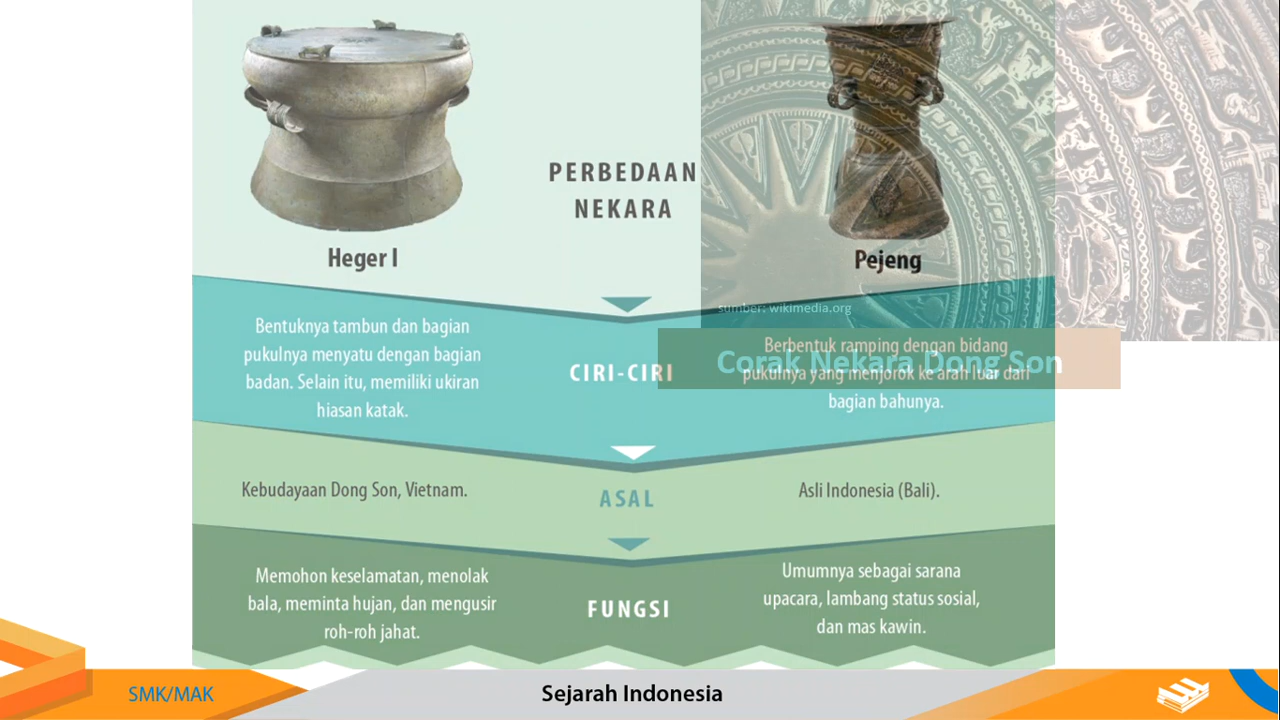 PERBEDAAN
NEKARA
Heger I
Pejeng
sumber: wikimedia.org
Corak Nekara Dong Son
Bentuknya tambun dan bagian
pukulnya menyatu dengan bagian
badan. Selain itu, memiliki ukiran
hiasan katak.
CIRI-CIRI
Berbentuk ramping dengan bidang
pukulnya yang menjorok ke arah luar dari
bagian bahunya.
Kebudayaan Dong Son, Vietnam.
ASAL
Asli Indonesia (Bali).
Memohon keselamatan, menolak
bala, meminta hujan, dan mengusir
roh-roh jahat.
FUNGSI
Umumnya sebagai sarana
upacara, lambang status sosial,
dan mas kawin.
SMK/MAK
Sejarah Indonesia